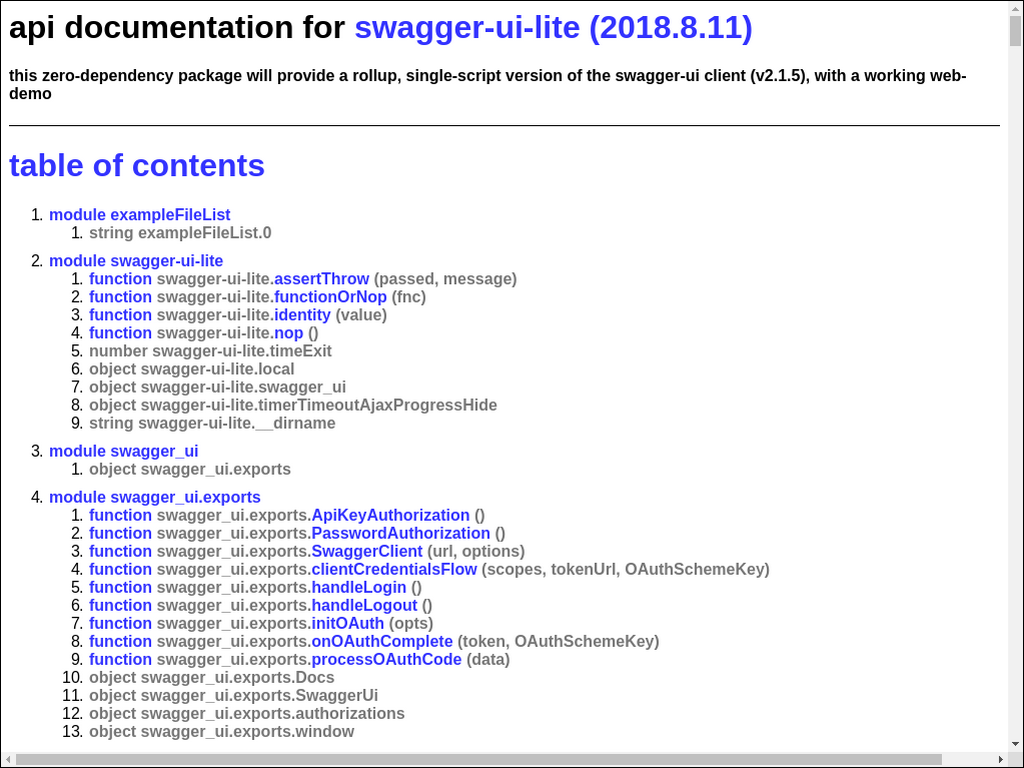 api documentation for swagger-ui-lite (2018.8.11)
this zero-dependency package will provide a rollup, single-script version of the swagger-ui client (v2.1.5), with a working web-
demo
table of contents
1. module exampleFileList
1. string exampleFileList.0
2. module swagger-ui-lite
1. function swagger-ui-lite.assertThrow (passed, message)
2. function swagger-ui-lite.functionOrNop (fnc)
3. function swagger-ui-lite.identity (value)
4. function swagger-ui-lite.nop ()
5. number swagger-ui-lite.timeExit
6. object swagger-ui-lite.local
7. object swagger-ui-lite.swagger_ui
8. object swagger-ui-lite.timerTimeoutAjaxProgressHide
9. string swagger-ui-lite.__dirname
3. module swagger_ui
1. object swagger_ui.exports
4. module swagger_ui.exports
1. function swagger_ui.exports.ApiKeyAuthorization ()
2. function swagger_ui.exports.PasswordAuthorization ()
3. function swagger_ui.exports.SwaggerClient (url, options)
4. function swagger_ui.exports.clientCredentialsFlow (scopes, tokenUrl, OAuthSchemeKey)
5. function swagger_ui.exports.handleLogin ()
6. function swagger_ui.exports.handleLogout ()
7. function swagger_ui.exports.initOAuth (opts)
8. function swagger_ui.exports.onOAuthComplete (token, OAuthSchemeKey)
9. function swagger_ui.exports.processOAuthCode (data)
10. object swagger_ui.exports.Docs
11. object swagger_ui.exports.SwaggerUi
12. object swagger_ui.exports.authorizations
13. object swagger_ui.exports.window